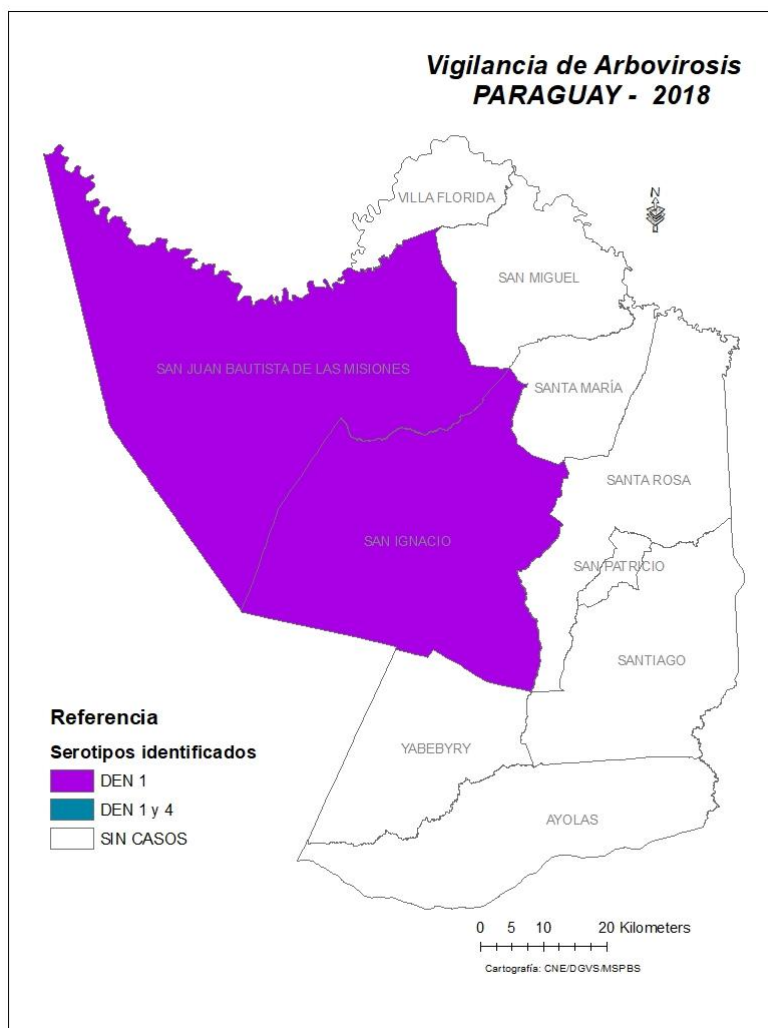 Vigilancia de Arbovirosis
PARAGUAY - 2018
N
VILLA FLORIDA
SAN MIGUEL
SAN JUAN BAUTISTA DE LAS MISIONES
SANTA MARÍA
SANTA ROSA
SAN IGNACIO
SAN PATRICIO
SANTIAGO
YABEBYRY
AYOLAS
Referencia
Serotipos identificados
DEN 1
DEN 1 y 4
SIN CASOS
0 5 10 20 Kilometers
Cartografía: CNE/DGVS/MSPBS